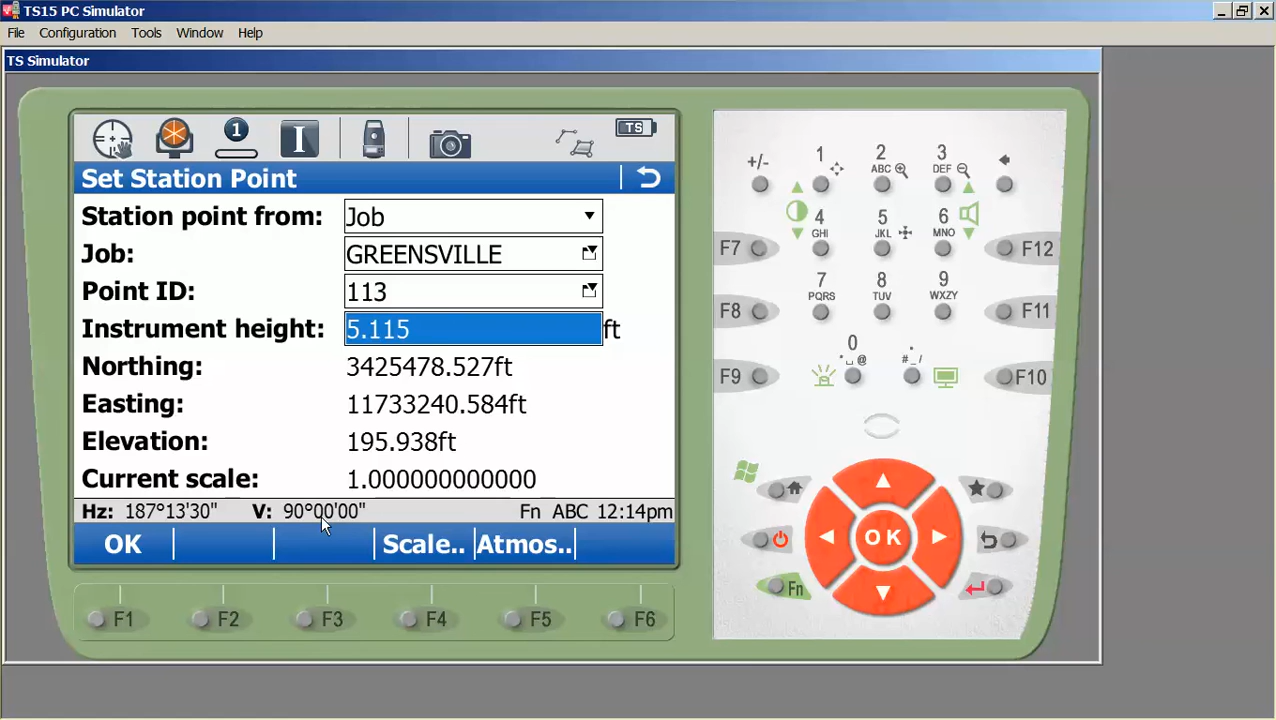 TS15 PC Simulator
File Configuration Tools Window Help
TS Simulator
1 I TS
Set Station Point
Station point from: Job
Job: GREENSVILLE
Point ID: 113
Instrument height: 5.115 ft
Northing: 3425478.527ft
Easting: 11733240.584ft
Elevation: 195.938ft
Current scale: 1.000000000000
Hz: 187°13'30" V: 90°00'00" Fn ABC 12:14pm
OK Scale.. Atmos..
F1 F2 F3 F4 F5 F6
+/- 1 2 ABC 3 DEF
4 GHI 5 JKL 6 MNO
F7 F12
7 PQRS 8 TUV 9 WXZY
F8 F11
0 @ . #_/
F9 F10
OK
Fn